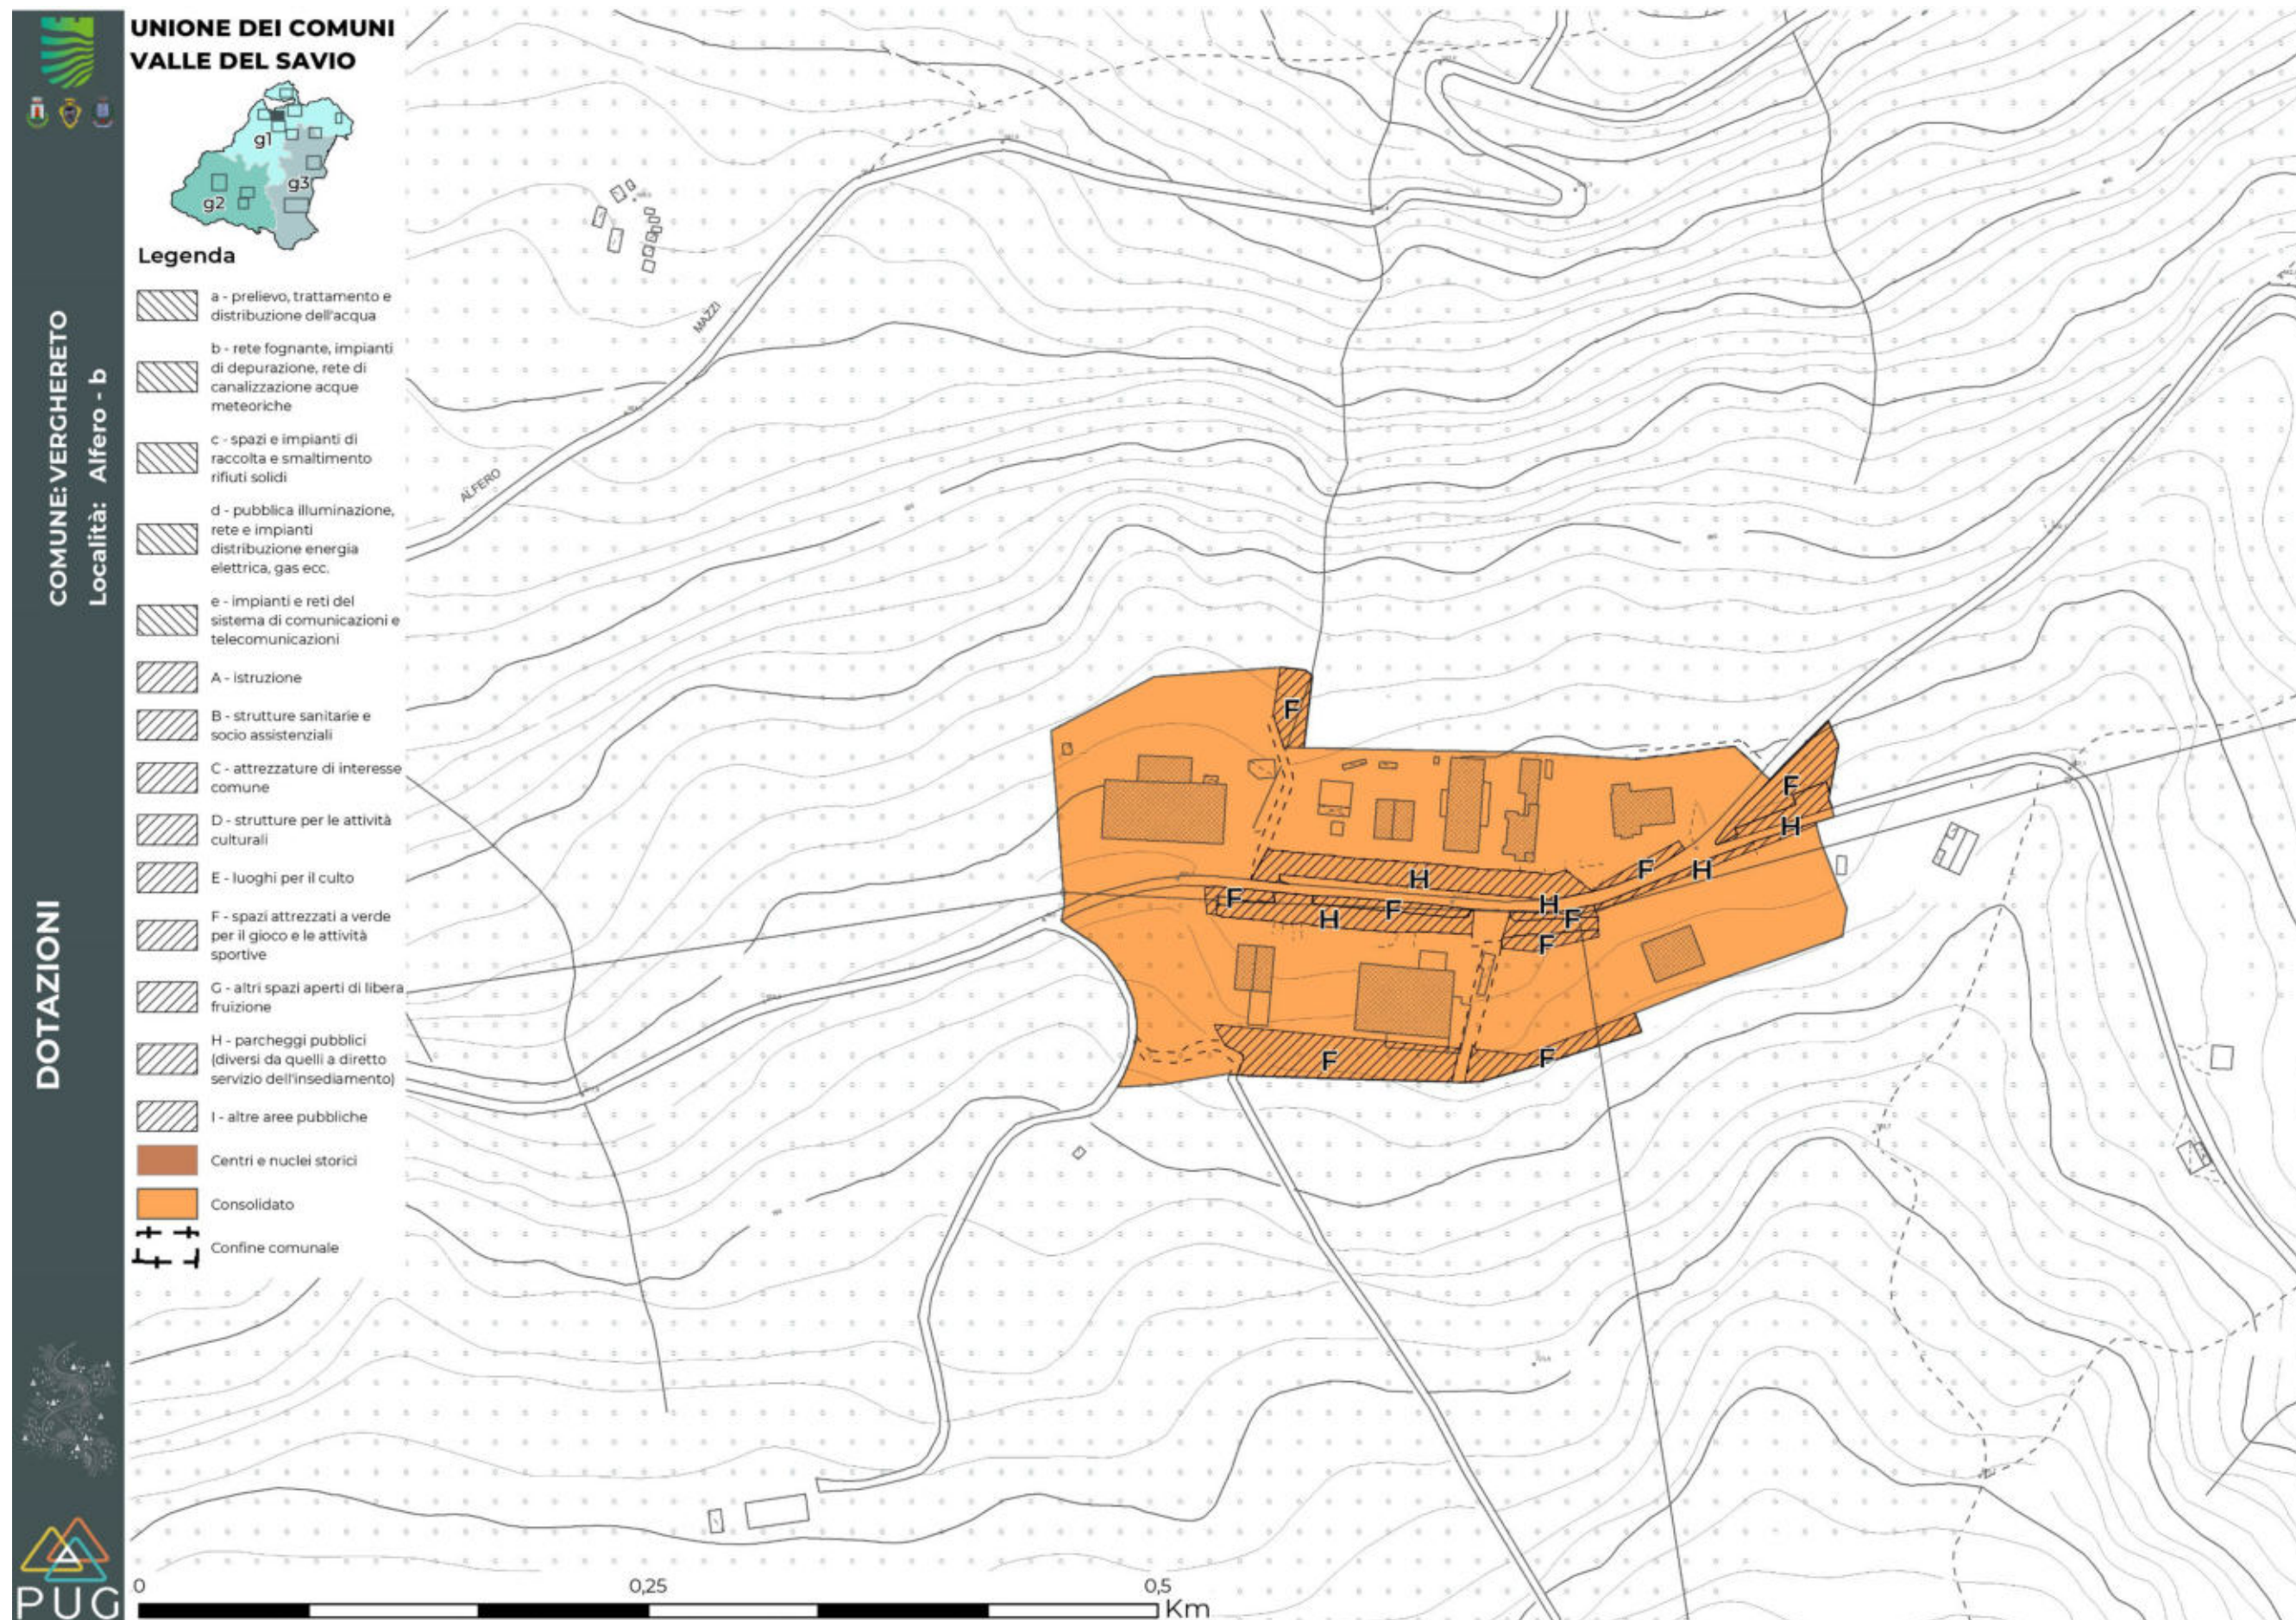 UNIONE DEI COMUNI
VALLE DEL SAVIO
g1
g3
g2
Legenda
a - prelievo, trattamento e
distribuzione dell'acqua
b - rete fognante, impianti
di depurazione, rete di
canalizzazione acque
meteoriche
c - spazi e impianti di
raccolta e smaltimento
rifiuti solidi
d - pubblica illuminazione,
rete e impianti
distribuzione energia
elettrica, gas ecc.
e - impianti e reti del
sistema di comunicazioni e
telecomunicazioni
A - istruzione
B - strutture sanitarie e
socio assistenziali
C - attrezzature di interesse
comune
D - strutture per le attività
culturali
E - luoghi per il culto
F - spazi attrezzati a verde
per il gioco e le attività
sportive
G - altri spazi aperti di libera
fruizione
H - parcheggi pubblici
(diversi da quelli a diretto
servizio dell'insediamento)
I - altre aree pubbliche
Centri e nuclei storici
Consolidato
Confine comunale
COMUNE: VERGHERETO
Località: Alfero - b
DOTAZIONI
PUG
MAZZI
ALFERO
F
F
H
F
H
H
F
F
H
F
H
F
F
F
F
0
0,25
0,5
Km